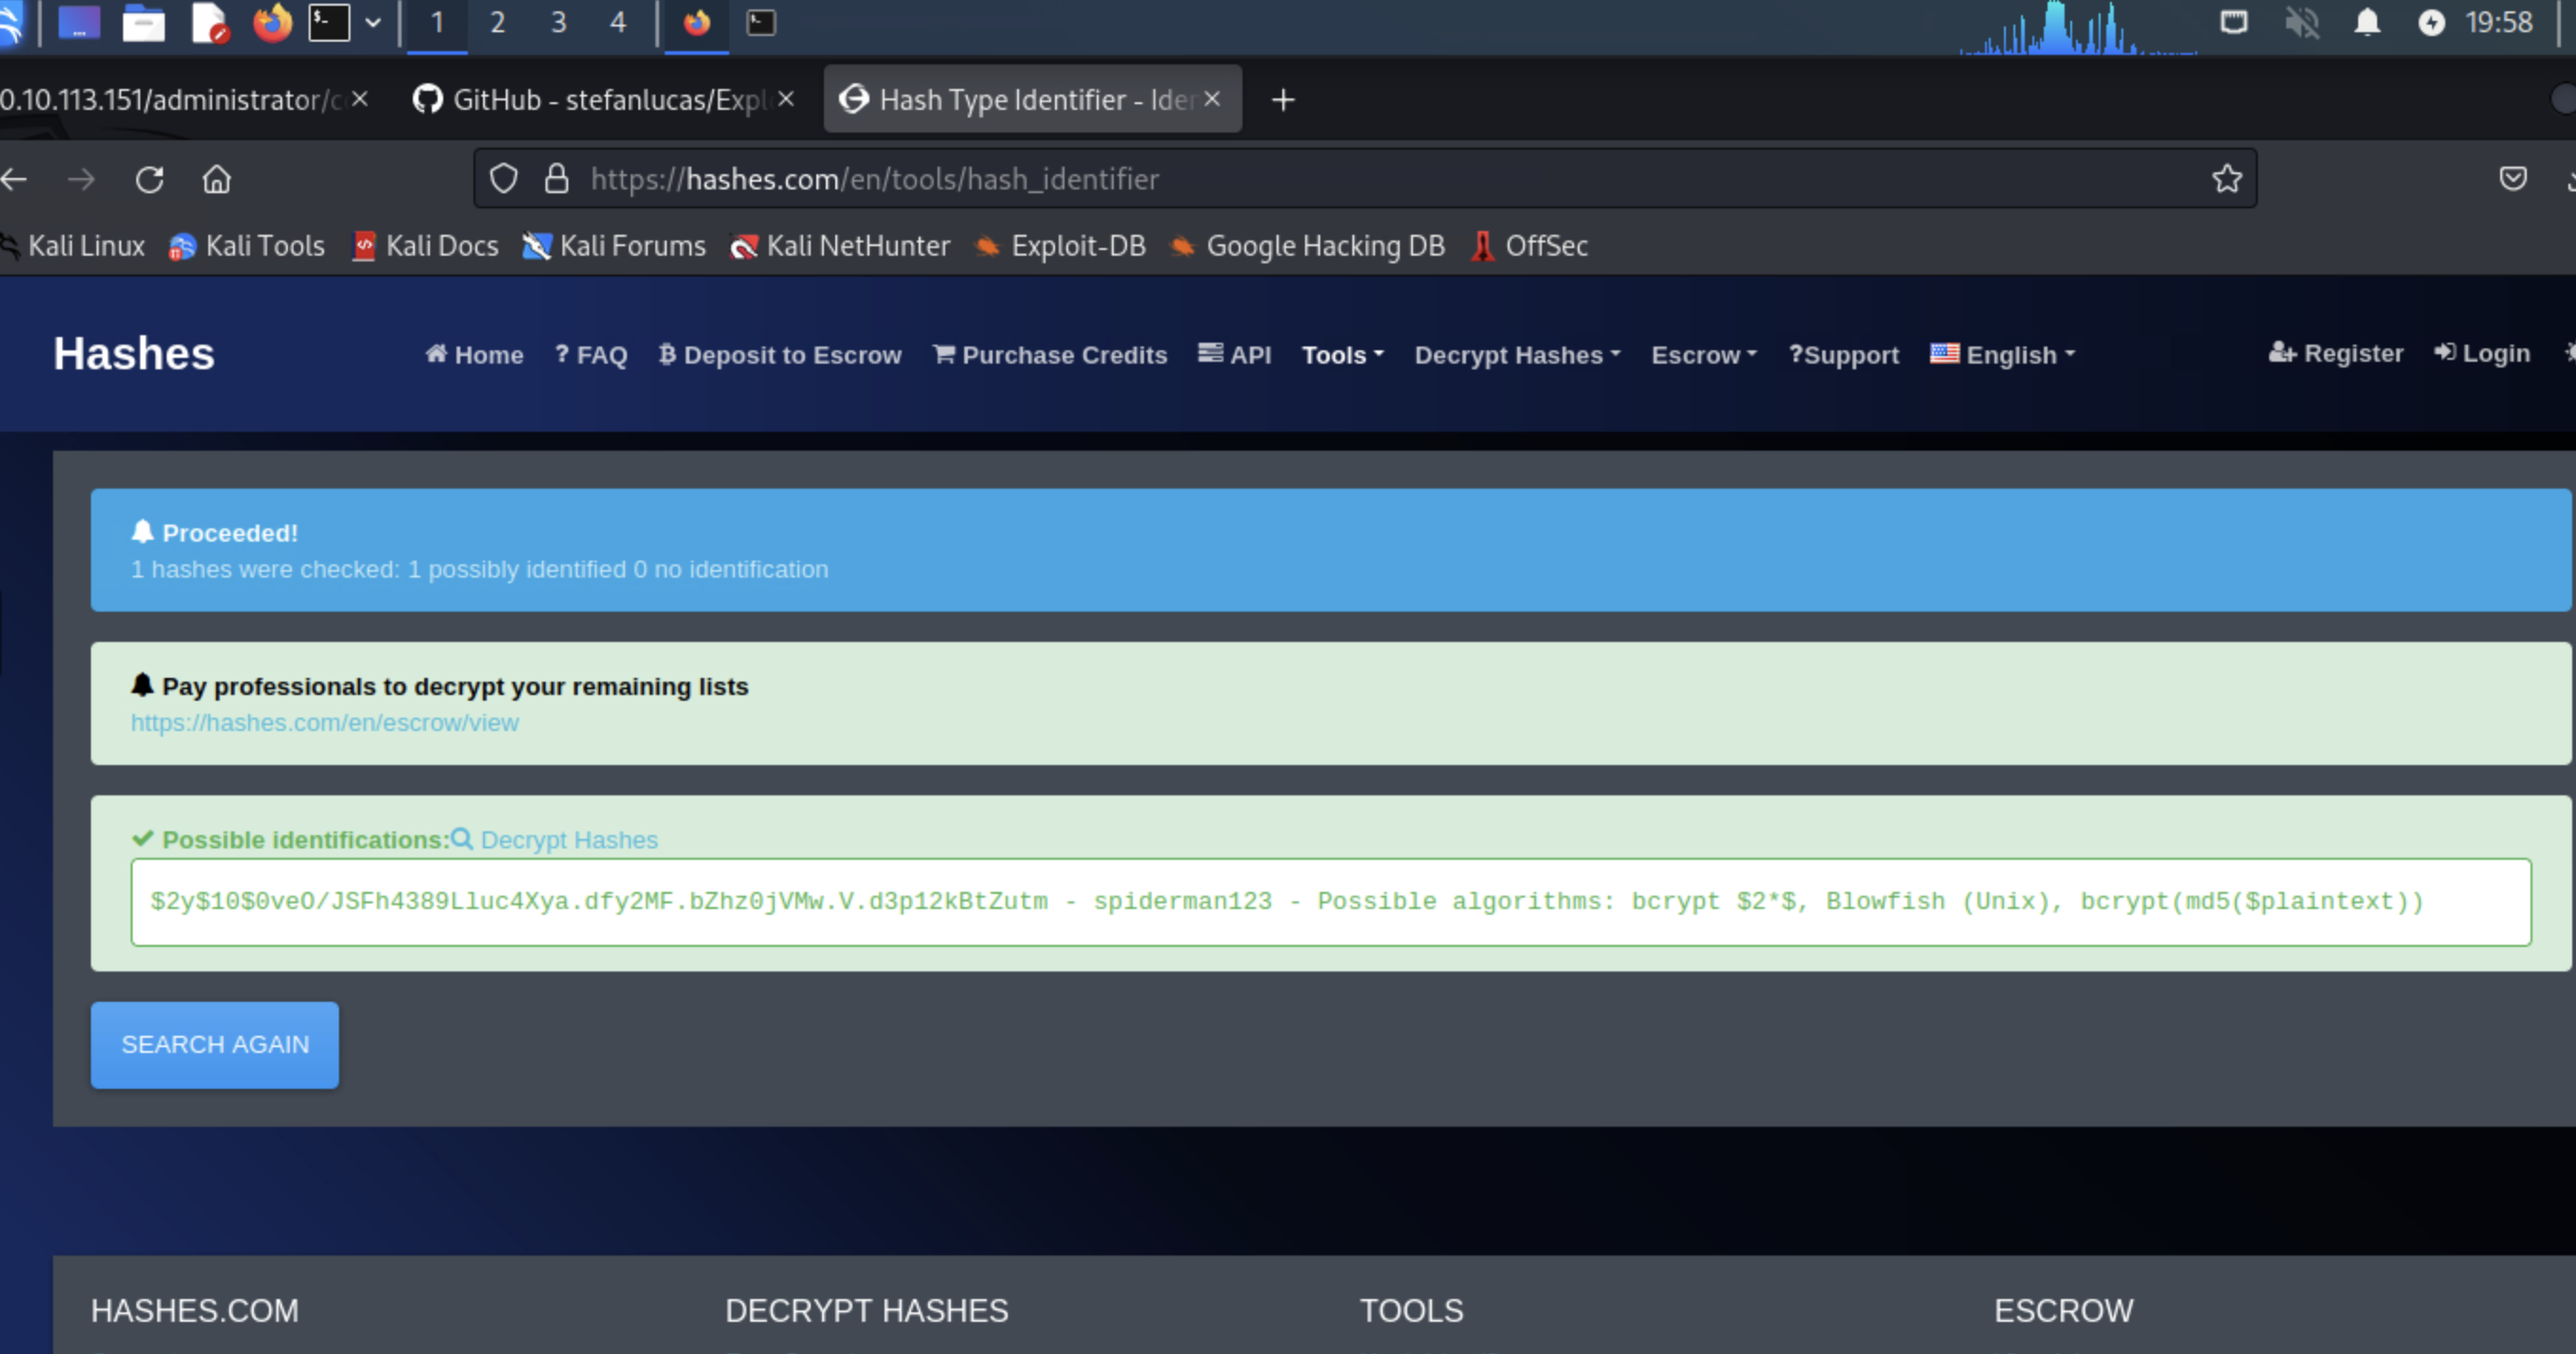 1 2 3 4 19:58
0.10.113.151/administrator/c GitHub - stefanlucas/Expl Hash Type Identifier - Iden
https://hashes.com/en/tools/hash_identifier
Kali Linux Kali Tools Kali Docs Kali Forums Kali NetHunter Exploit-DB Google Hacking DB OffSec
Hashes Home ? FAQ Deposit to Escrow Purchase Credits API Tools Decrypt Hashes Escrow ?Support English Register Login
Proceeded!
1 hashes were checked: 1 possibly identified 0 no identification
Pay professionals to decrypt your remaining lists
https://hashes.com/en/escrow/view
Possible identifications: Decrypt Hashes
$2y$10$0veO/JSFh4389Lluc4Xya.dfy2MF.bZhz0jVMw.V.d3p12kBtZutm - spiderman123 - Possible algorithms: bcrypt $2*$, Blowfish (Unix), bcrypt(md5($plaintext))
SEARCH AGAIN
HASHES.COM DECRYPT HASHES TOOLS ESCROW